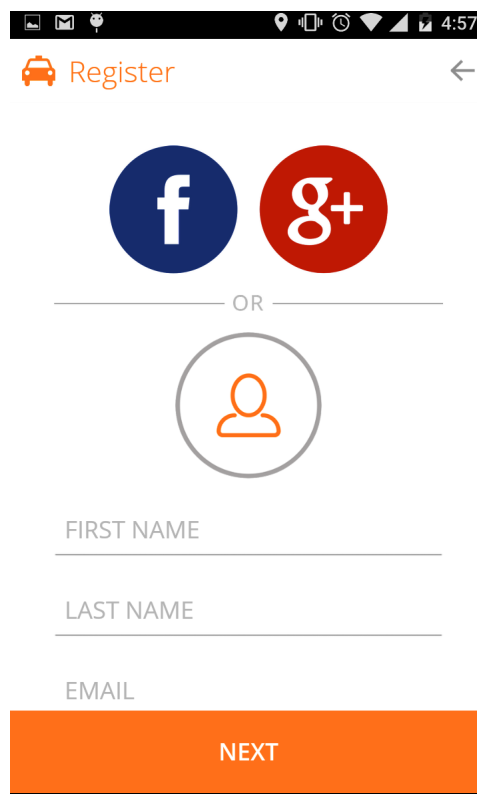 4:57
Register
f g+
OR
FIRST NAME
LAST NAME
EMAIL
NEXT